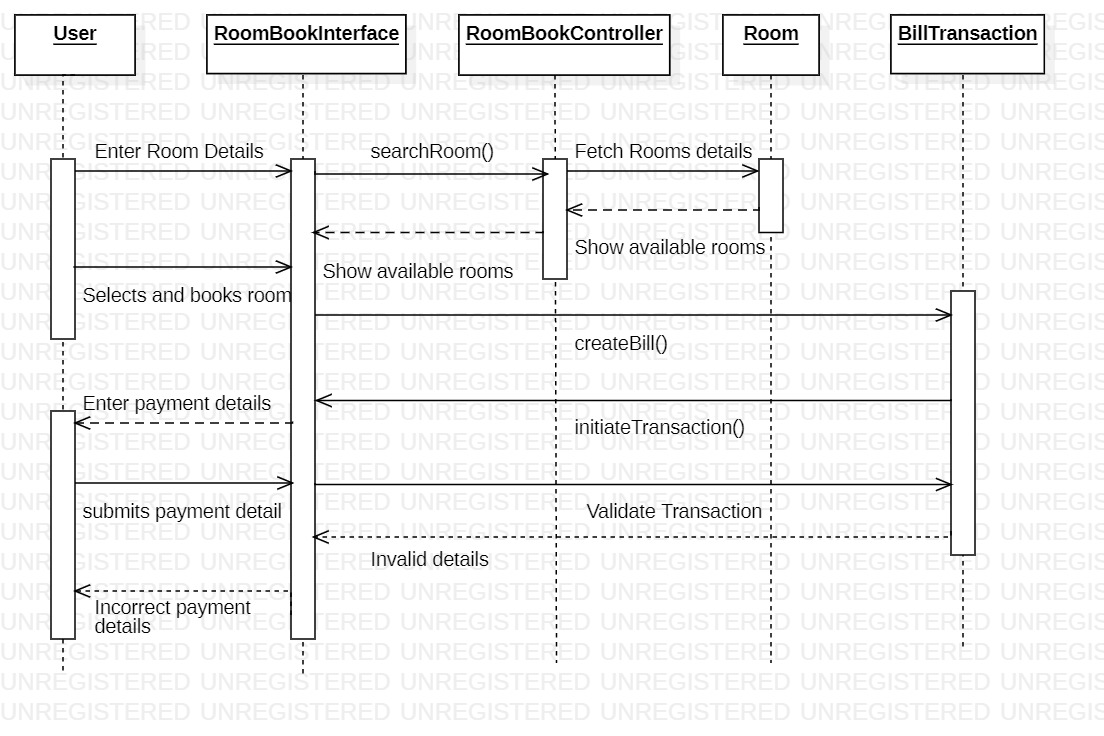 User
RoomBookInterface
RoomBookController
Room
BillTransaction
Enter Room Details
searchRoom()
Fetch Rooms details
Show available rooms
Show available rooms
Selects and books room
createBill()
Enter payment details
initiateTransaction()
submits payment detail
Validate Transaction
Invalid details
Incorrect payment
details
UNREGISTERED